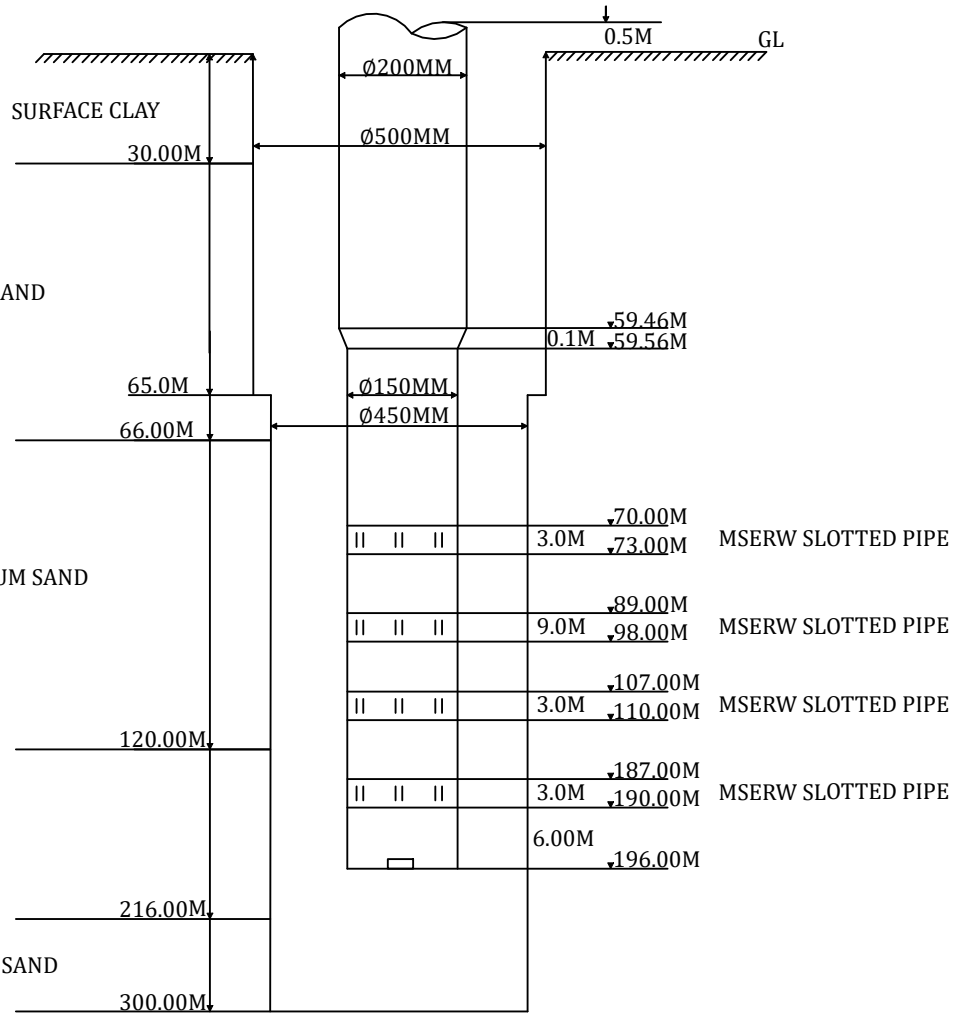 0.5M
GL
Ø200MM
SURFACE CLAY
Ø500MM
30.00M
AND
59.46M
0.1M 59.56M
65.0M
Ø150MM
Ø450MM
66.00M
70.00M
3.0M 73.00M MSERW SLOTTED PIPE
UM SAND
89.00M
9.0M 98.00M MSERW SLOTTED PIPE
107.00M
3.0M 110.00M MSERW SLOTTED PIPE
120.00M
187.00M
3.0M 190.00M MSERW SLOTTED PIPE
6.00M
196.00M
216.00M
SAND
300.00M